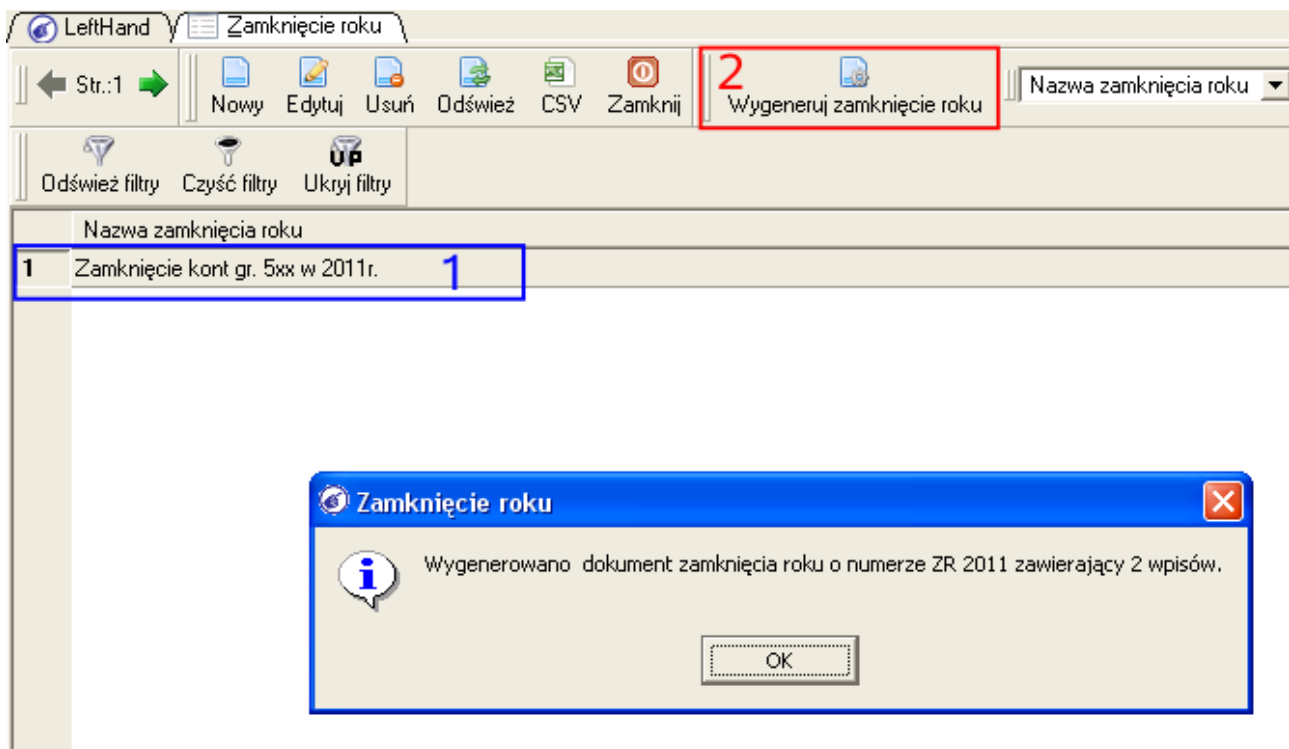 LeftHand Zamknięcie roku
Str.:1 Nowy Edytuj Usuń Odśwież CSV Zamknij 2 Wygeneruj zamknięcie roku Nazwa zamknięcia roku
UP
Odśwież filtry Czyść filtry Ukryj filtry
Nazwa zamknięcia roku
1 Zamknięcie kont gr. 5xx w 2011r. 1
Zamknięcie roku
Wygenerowano dokument zamknięcia roku o numerze ZR 2011 zawierający 2 wpisów.
OK